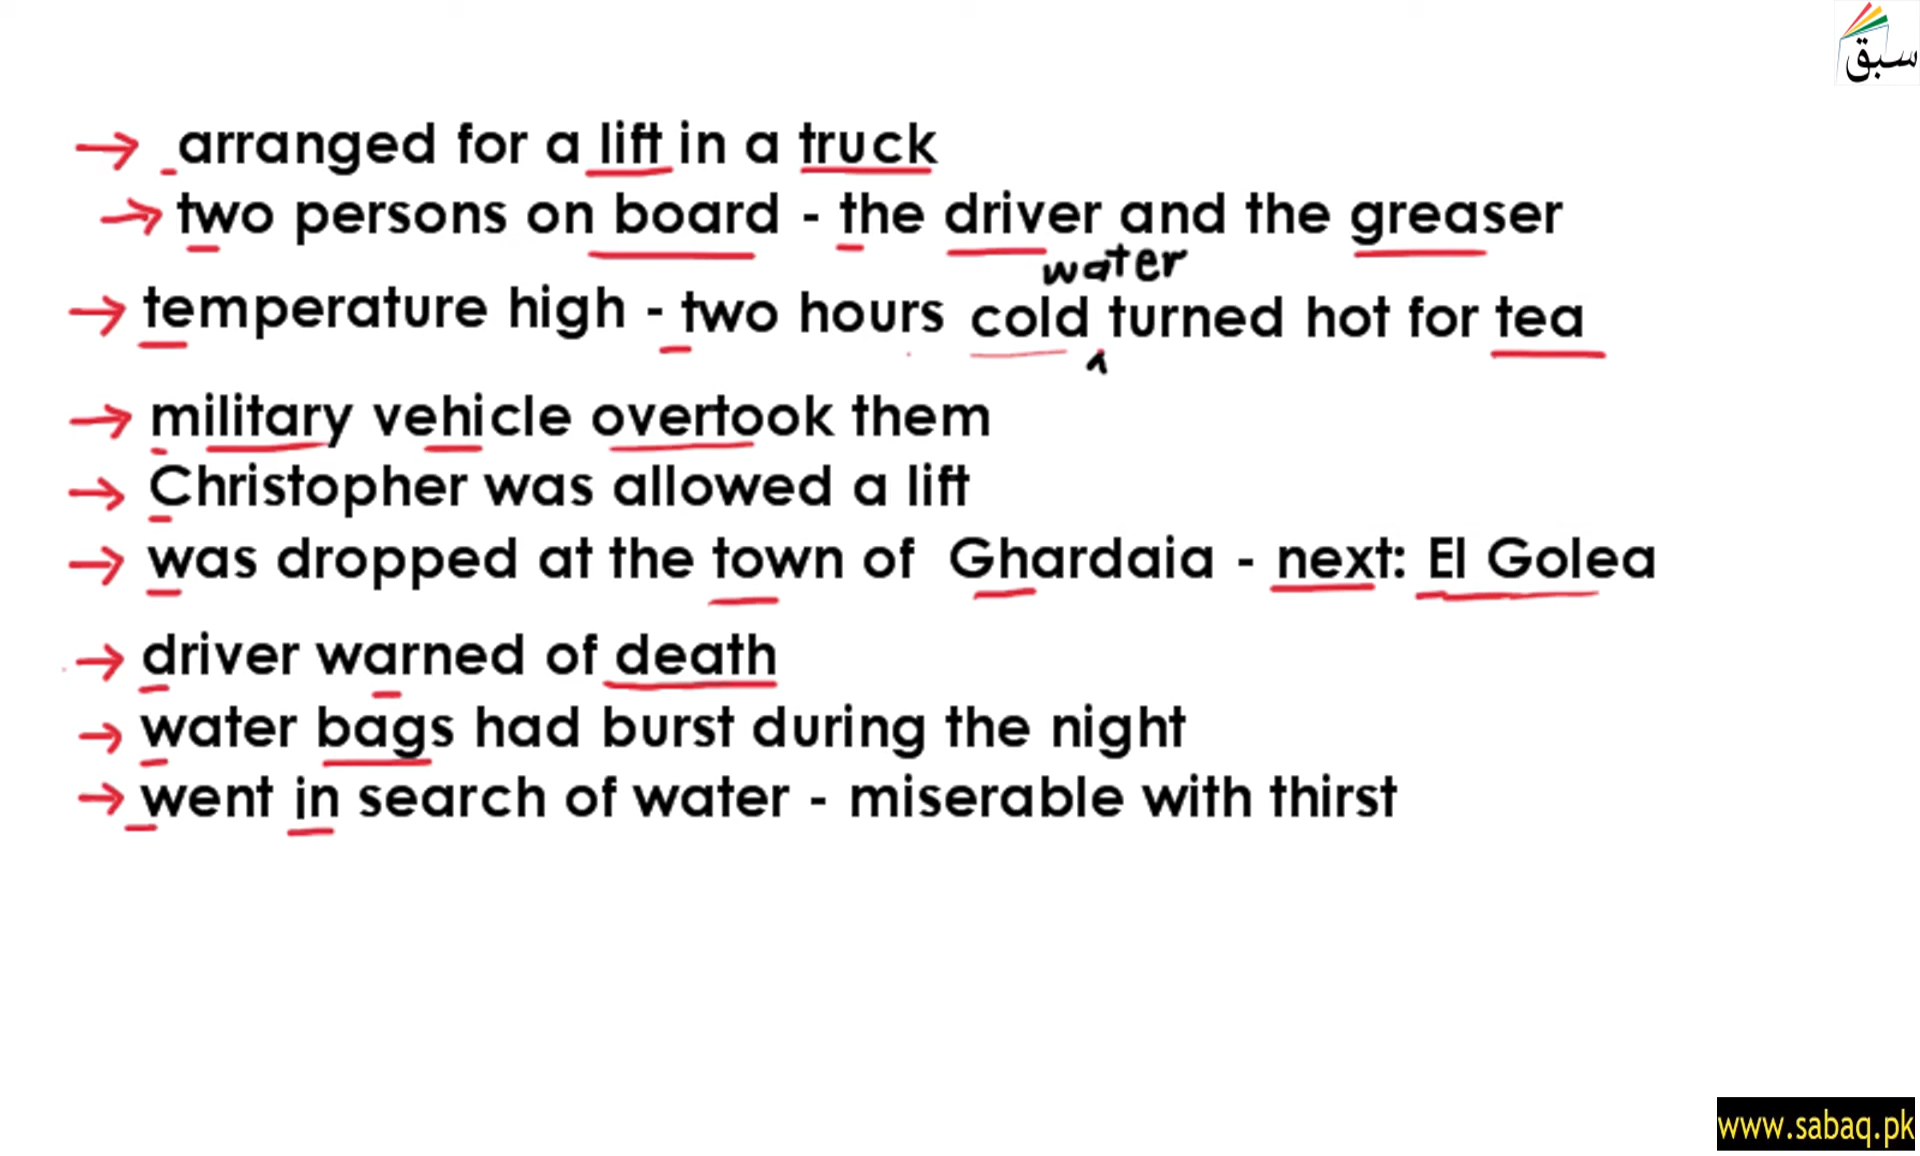 سبق
→ arranged for a lift in a truck
→ two persons on board - the driver and the greaser
→ temperature high - two hours cold water turned hot for tea
→ military vehicle overtook them
→ Christopher was allowed a lift
→ was dropped at the town of Ghardaia - next: El Golea
→ driver warned of death
→ water bags had burst during the night
→ went in search of water - miserable with thirst
www.sabaq.pk